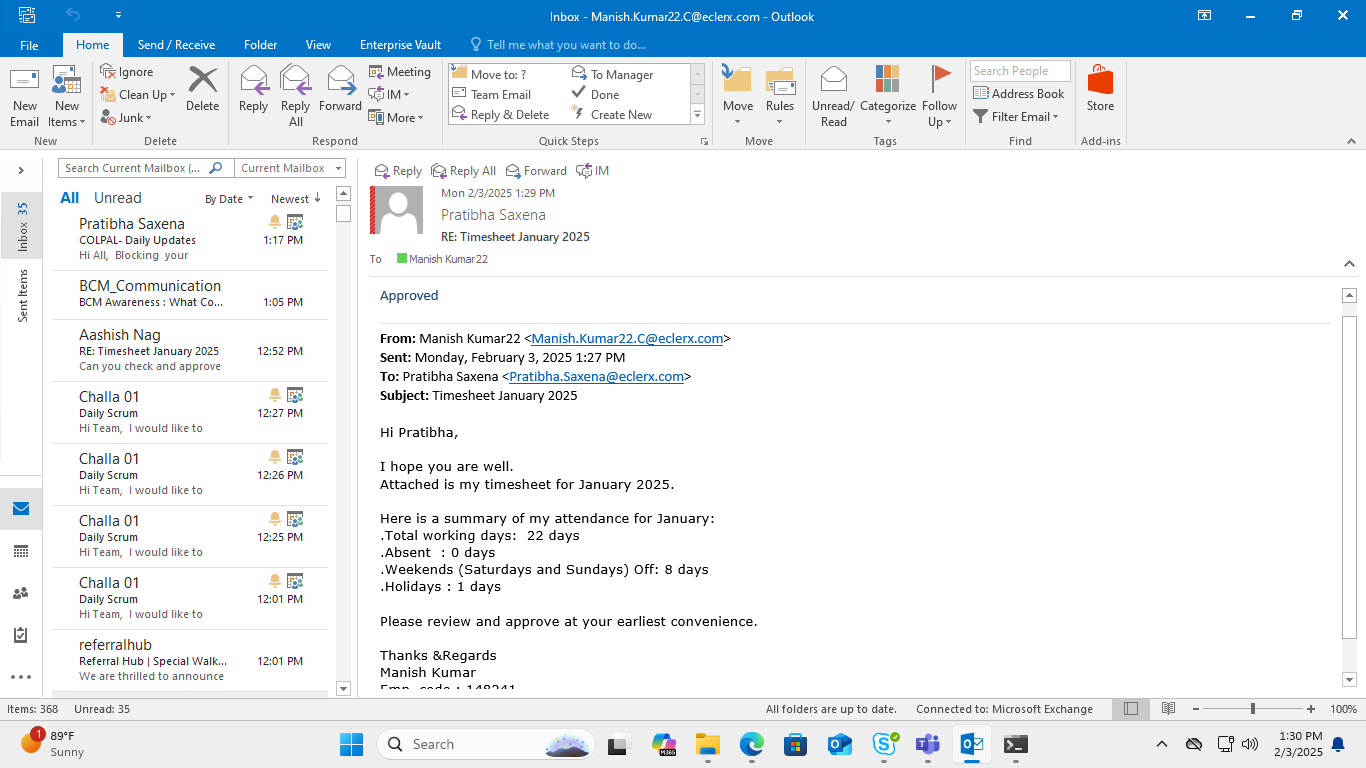 Inbox - Manish.Kumar22.C@eclerx.com - Outlook
File Home Send / Receive Folder View Enterprise Vault Tell me what you want to do...
New Email
New Items
New
Ignore
Clean Up
Junk
Delete
Delete
Reply
Reply All
Forward
Meeting
IM
More
Respond
Move to: ?
Team Email
Reply & Delete
To Manager
Done
Create New
Quick Steps
Move
Rules
Move
Unread/ Read
Categorize
Follow Up
Tags
Search People
Address Book
Filter Email
Find
Store
Add-ins
Inbox 35
Sent Items
Search Current Mailbox (... Current Mailbox
All Unread By Date Newest
Pratibha Saxena
COLPAL- Daily Updates 1:17 PM
Hi All, Blocking your
BCM_Communication
BCM Awareness : What Co... 1:05 PM
Aashish Nag
RE: Timesheet January 2025 12:52 PM
Can you check and approve
Challa 01
Daily Scrum 12:27 PM
Hi Team, I would like to
Challa 01
Daily Scrum 12:26 PM
Hi Team, I would like to
Challa 01
Daily Scrum 12:25 PM
Hi Team, I would like to
Challa 01
Daily Scrum 12:01 PM
Hi Team, I would like to
referralhub
Referral Hub | Special Walk... 12:01 PM
We are thrilled to announce
Reply Reply All Forward IM
Mon 2/3/2025 1:29 PM
Pratibha Saxena
RE: Timesheet January 2025
To Manish Kumar22
Approved
From: Manish Kumar22 <Manish.Kumar22.C@eclerx.com>
Sent: Monday, February 3, 2025 1:27 PM
To: Pratibha Saxena <Pratibha.Saxena@eclerx.com>
Subject: Timesheet January 2025
Hi Pratibha,
I hope you are well.
Attached is my timesheet for January 2025.
Here is a summary of my attendance for January:
.Total working days:  22 days
.Absent  : 0 days
.Weekends (Saturdays and Sundays) Off: 8 days
.Holidays : 1 days
Please review and approve at your earliest convenience.
Thanks &Regards
Manish Kumar
Emp. code : 148241
Items: 368 Unread: 35 All folders are up to date. Connected to: Microsoft Exchange 100%
1
89°F
Sunny
Search
M365
1:30 PM
2/3/2025